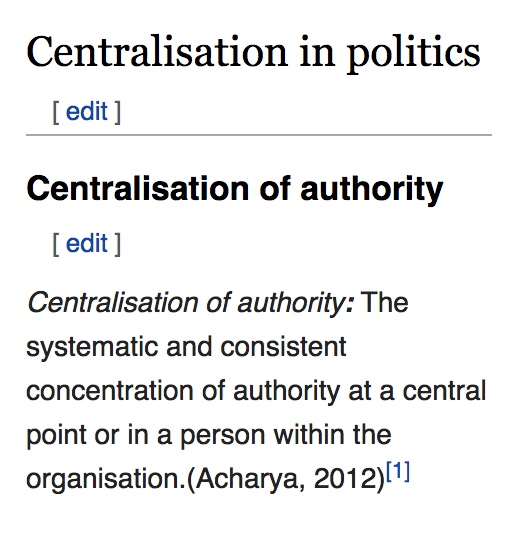 Centralisation in politics
[ edit ]
Centralisation of authority
[ edit ]
Centralisation of authority: The
systematic and consistent
concentration of authority at a central
point or in a person within the
organisation.(Acharya, 2012)[1]